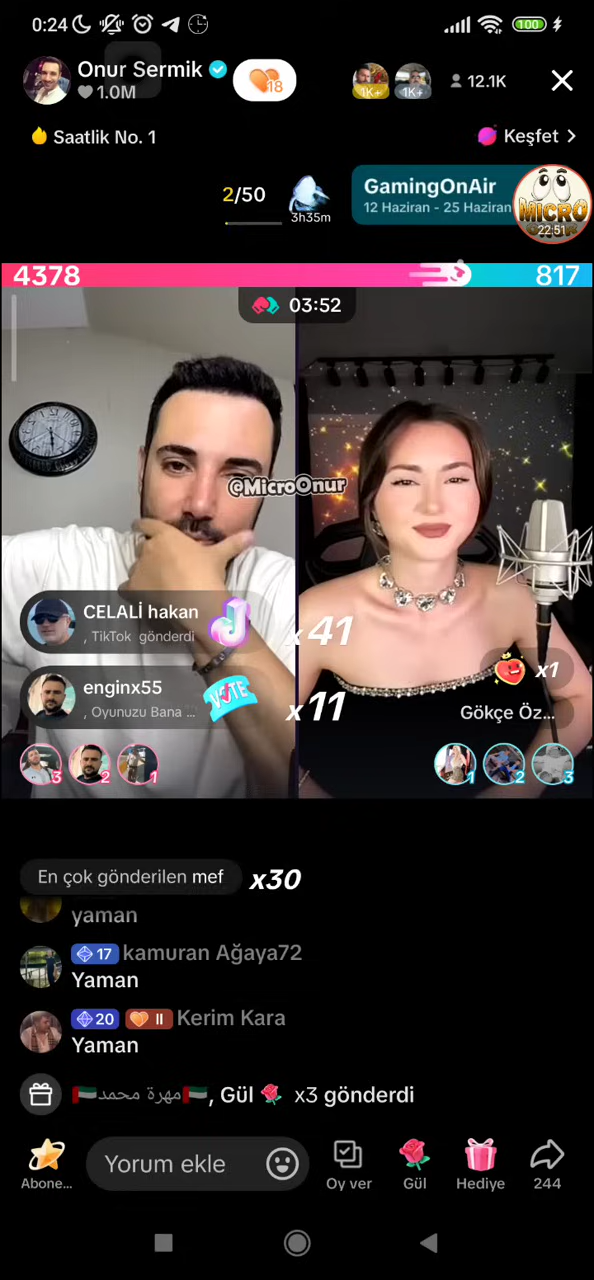 0:24
100
Onur Sermik
1.0M
18
1K+
1K+
12.1K
Saatlik No. 1
Keşfet
2/50
3h35m
GamingOnAir
12 Haziran - 25 Haziran
MICRO
22:51
4378
817
03:52
@MicroOnur
CELALİ hakan
, TikTok gönderdi
x41
x1
enginx55
, Oyunuzu Bana ...
VOTE
x11
Gökçe Öz...
3
2
1
1
2
3
En çok gönderilen mef
x30
yaman
17 kamuran Ağaya72
Yaman
20 II Kerim Kara
Yaman
🇦🇪مهرة محمد🇦🇪, Gül 🌹 x3 gönderdi
Abone...
Yorum ekle
Oy ver
Gül
Hediye
244